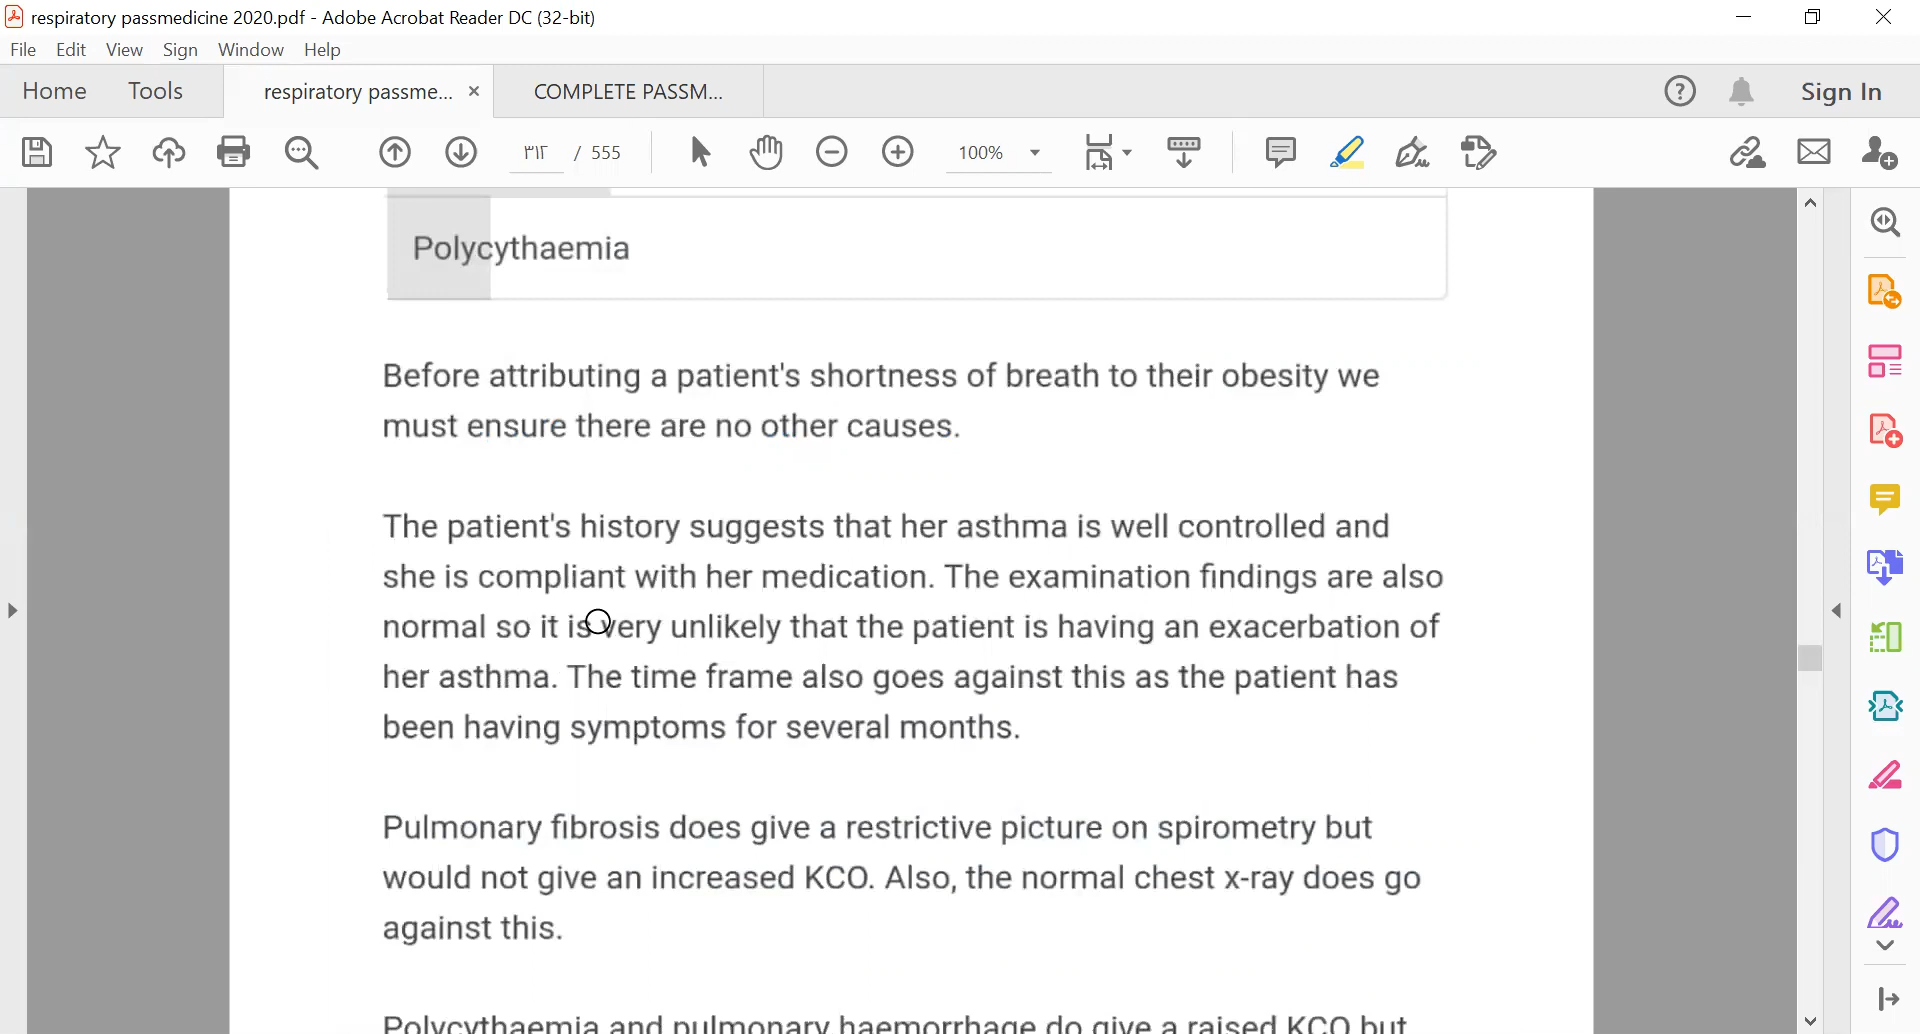 respiratory passmedicine 2020.pdf - Adobe Acrobat Reader DC (32-bit)
File Edit View Sign Window Help
Home Tools respiratory passme... × COMPLETE PASSM... Sign In
٣١٢ / 555 100%
Polycythaemia
Before attributing a patient's shortness of breath to their obesity we
must ensure there are no other causes.
The patient's history suggests that her asthma is well controlled and
she is compliant with her medication. The examination findings are also
normal so it is very unlikely that the patient is having an exacerbation of
her asthma. The time frame also goes against this as the patient has
been having symptoms for several months.
Pulmonary fibrosis does give a restrictive picture on spirometry but
would not give an increased KCO. Also, the normal chest x-ray does go
against this.
Polycythaemia and pulmonary haemorrhage do give a raised KCO but